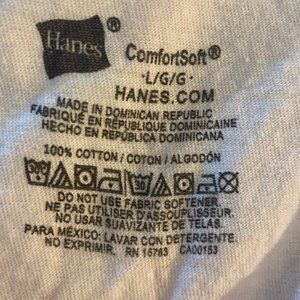 Hanes®
ComfortSoft®
·L/G/G·
HANES.COM
MADE IN DOMINICAN REPUBLIC
FABRIQUÉ EN RÉPUBLIQUE DOMINICAINE
HECHO EN REPÚBLICA DOMINICANA
100% COTTON / COTON / ALGODÓN
DO NOT USE FABRIC SOFTENER.
NE PAS UTILISER D'ASSOUPLISSEUR.
NO USAR SUAVIZANTE DE TELAS.
PARA MÉXICO: LAVAR CON DETERGENTE.
NO EXPRIMIR. RN 15763 CA00153